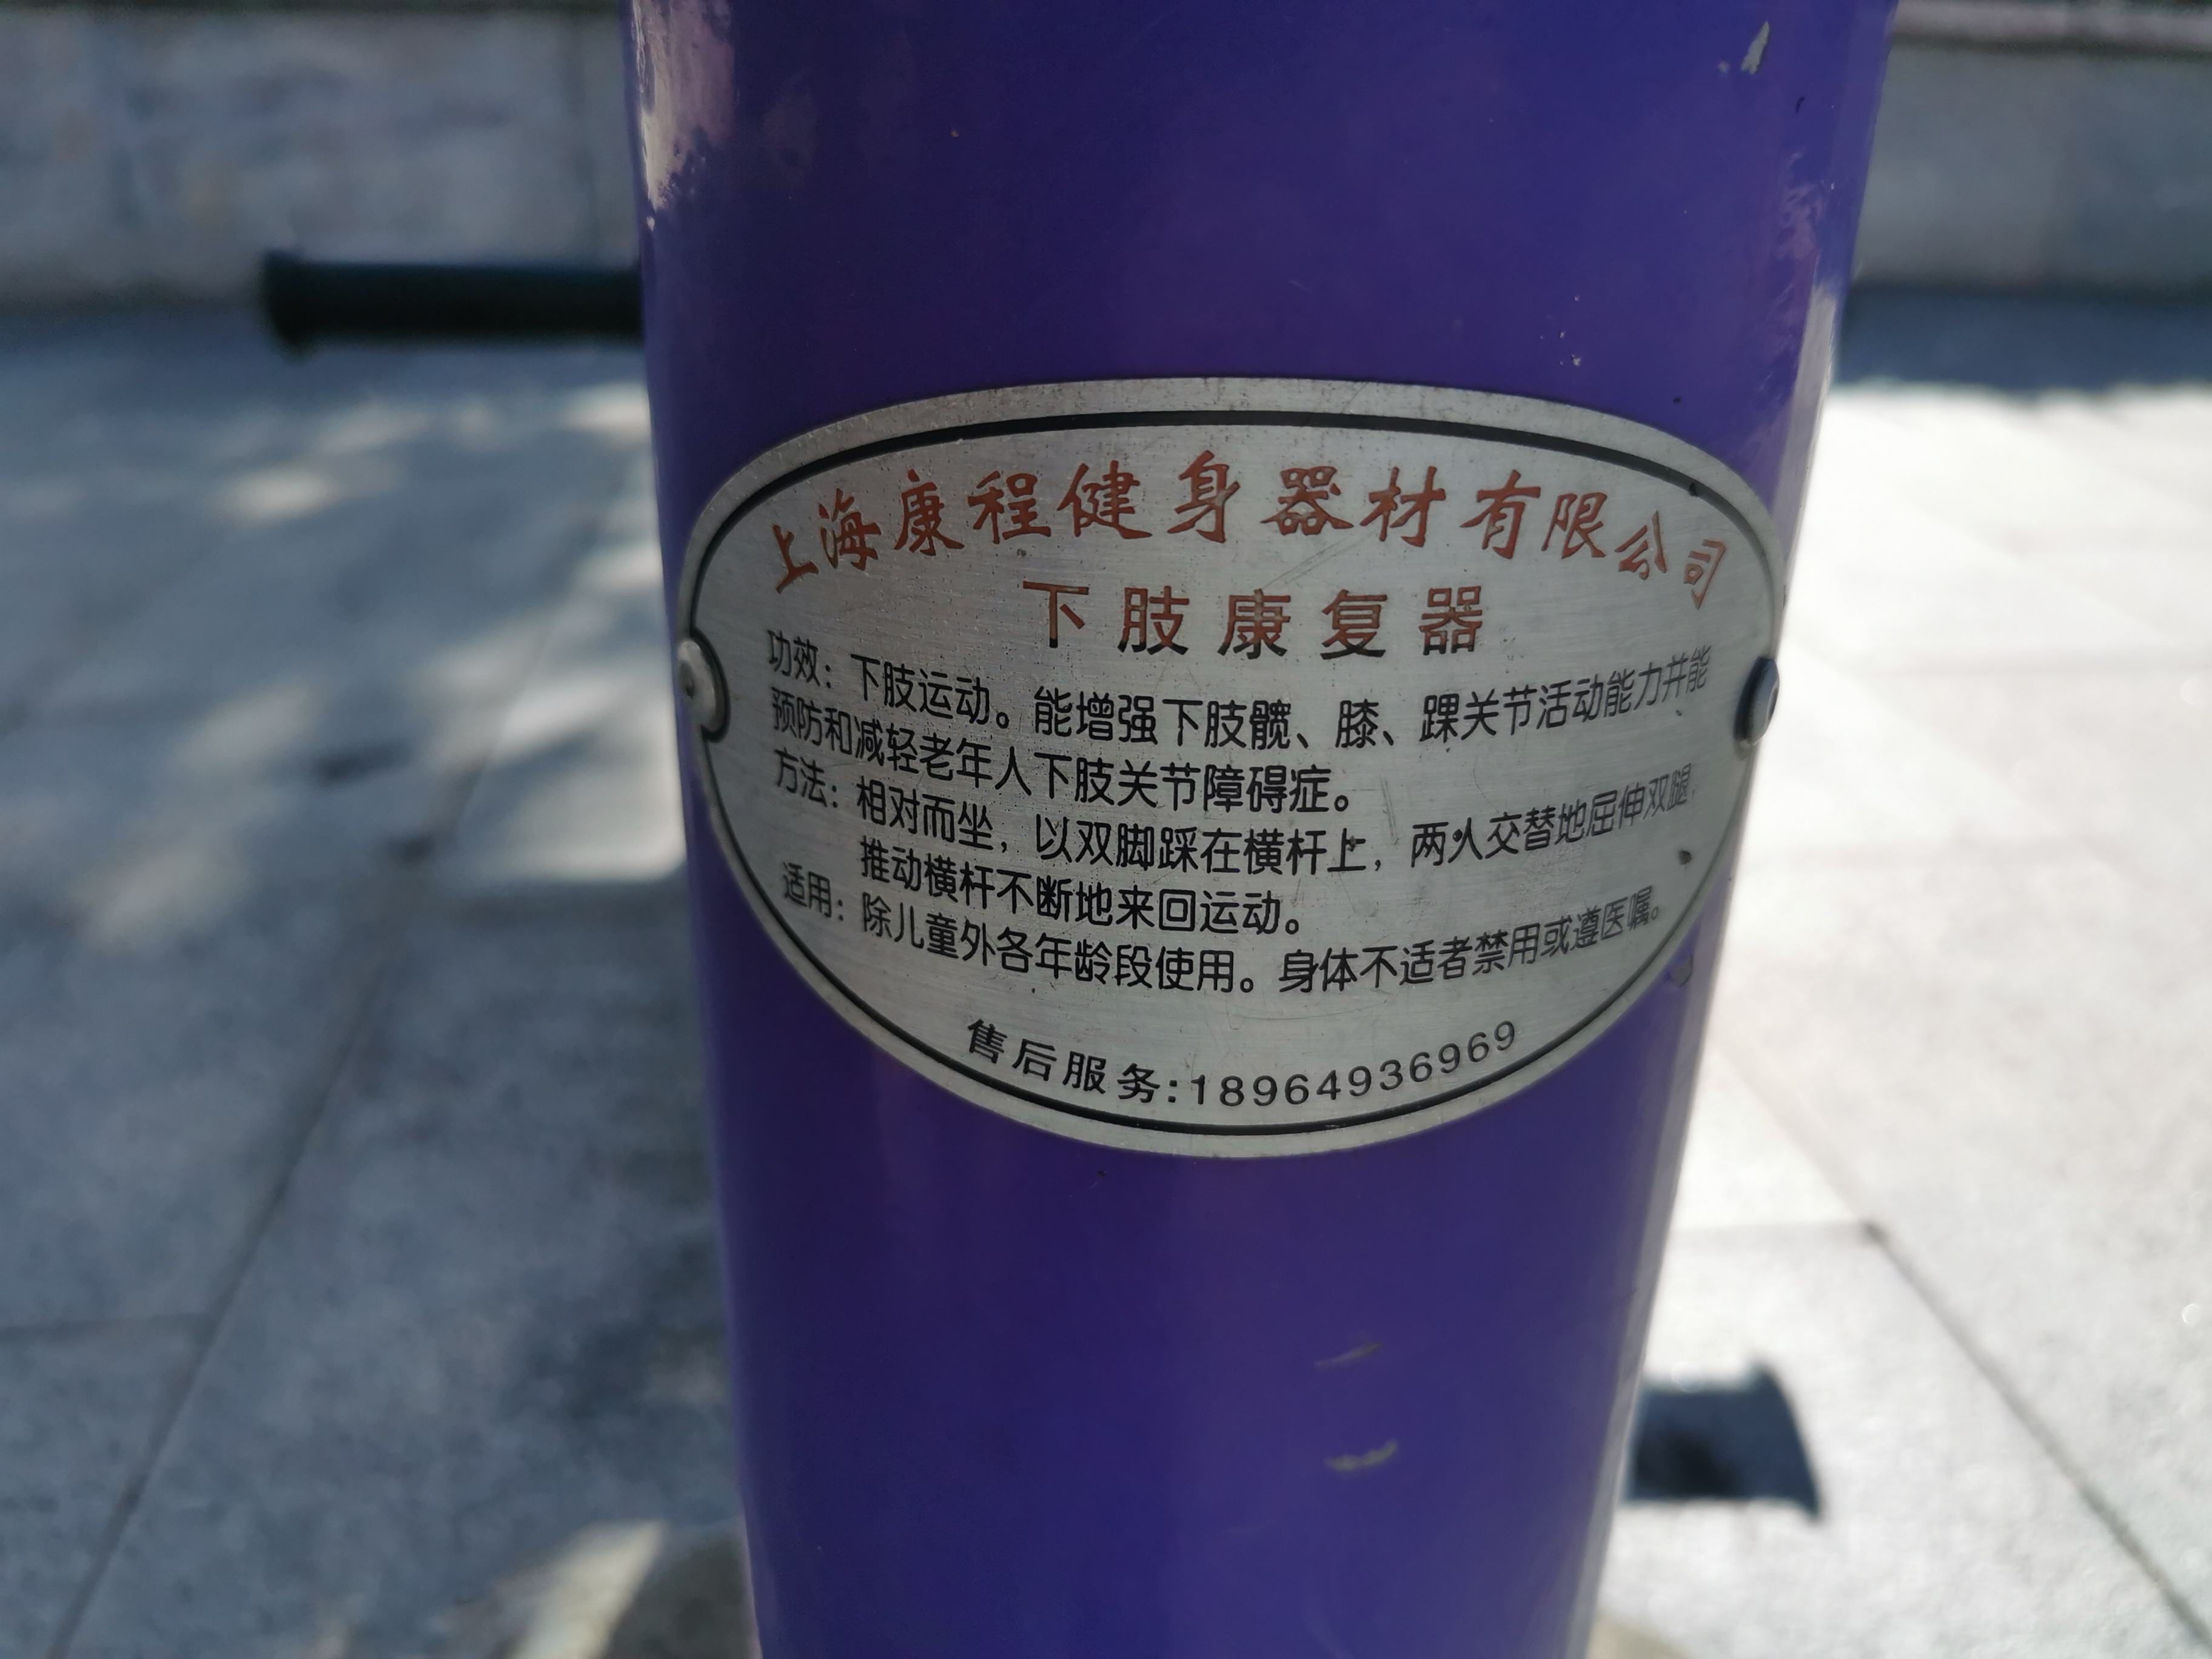 上海康程健身器材有限公司
下肢康复器
功效：下肢运动。能增强下肢髋、膝、踝关节活动能力并能
预防和减轻老年人下肢关节障碍症。
方法：相对而坐，以双脚踩在横杆上，两人交替地屈伸双腿，
推动横杆不断地来回运动。
适用：除儿童外各年龄段使用。身体不适者禁用或遵医嘱。
售后服务：18964936969